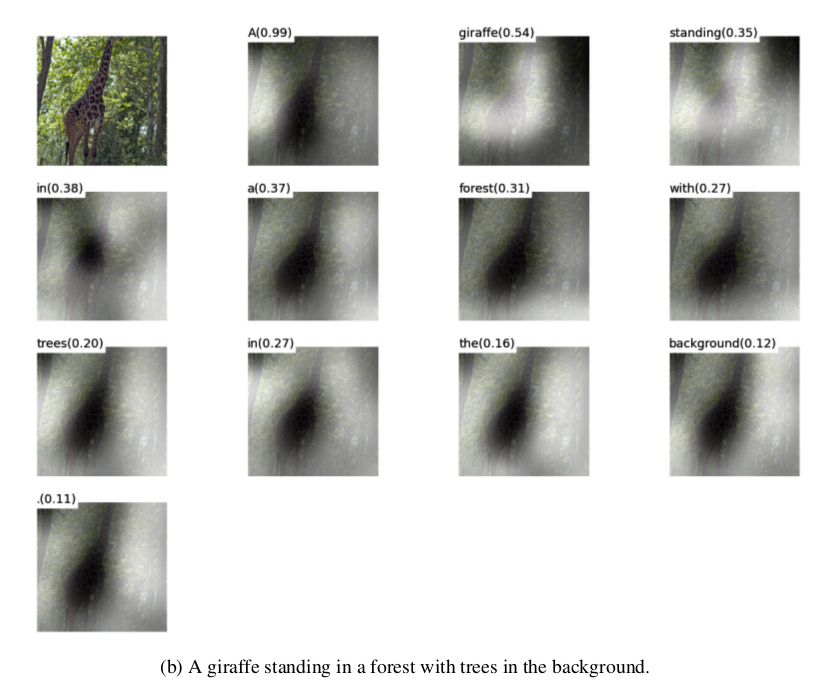 A(0.99)
giraffe(0.54)
standing(0.35)
in(0.38)
a(0.37)
forest(0.31)
with(0.27)
trees(0.20)
in(0.27)
the(0.16)
background(0.12)
.(0.11)
(b) A giraffe standing in a forest with trees in the background.